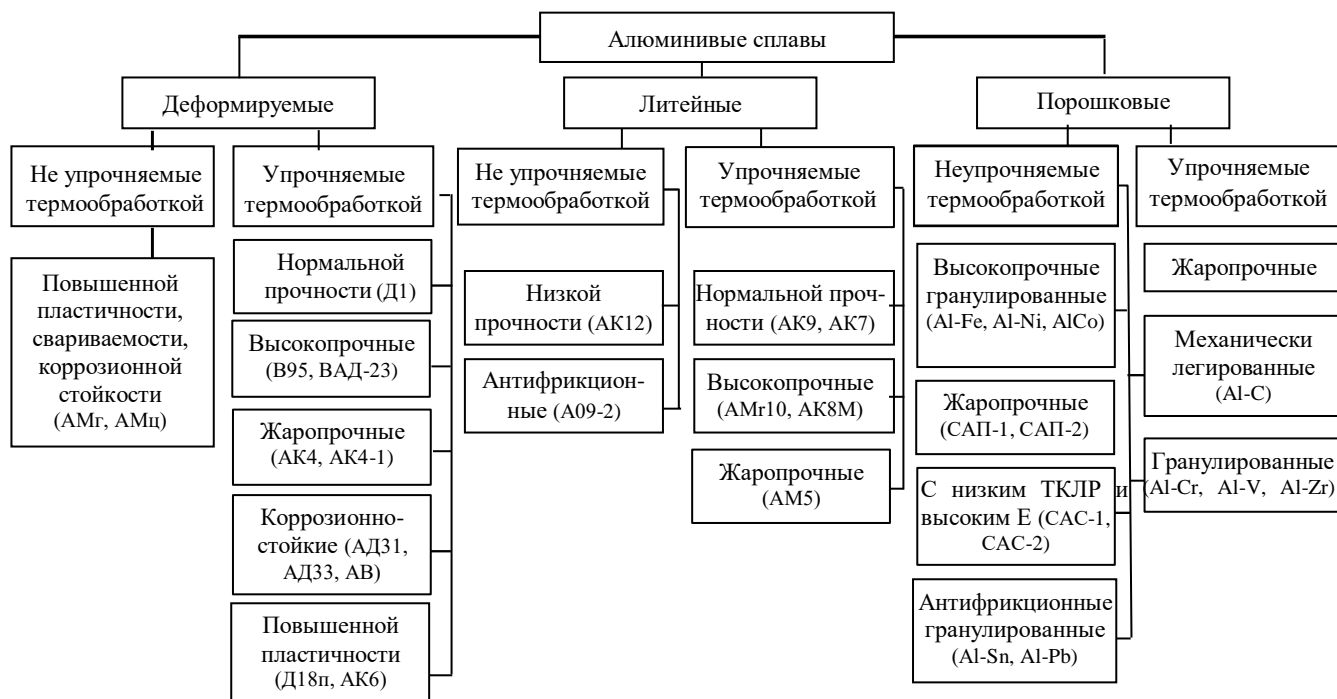 Алюминивые сплавы
Деформируемые
Литейные
Порошковые
Не упрочняемые
термообработкой
Упрочняемые
термообработкой
Не упрочняемые
термообработкой
Упрочняемые
термообработкой
Неупрочняемые
термообработкой
Упрочняемые
термообработкой
Повышенной
пластичности,
свариваемости,
коррозионной
стойкости
(АМг, АМц)
Нормальной
прочности (Д1)
Высокопрочные
(В95, ВАД-23)
Жаропрочные
(АК4, АК4-1)
Коррозионно-
стойкие (АД31,
АД33, АВ)
Повышенной
пластичности
(Д18п, АК6)
Низкой
прочности (АК12)
Антифрикцион-
ные (А09-2)
Нормальной проч-
ности (АК9, АК7)
Высокопрочные
(АМг10, АК8М)
Жаропрочные
(АМ5)
Высокопрочные
гранулированные
(Al-Fe, Al-Ni, AlCo)
Жаропрочные
(САП-1, САП-2)
С низким ТКЛР и
высоким Е (САС-1,
САС-2)
Антифрикционные
гранулированные
(Al-Sn, Al-Pb)
Жаропрочные
Механически
легированные
(Al-C)
Гранулированные
(Al-Cr, Al-V, Al-Zr)